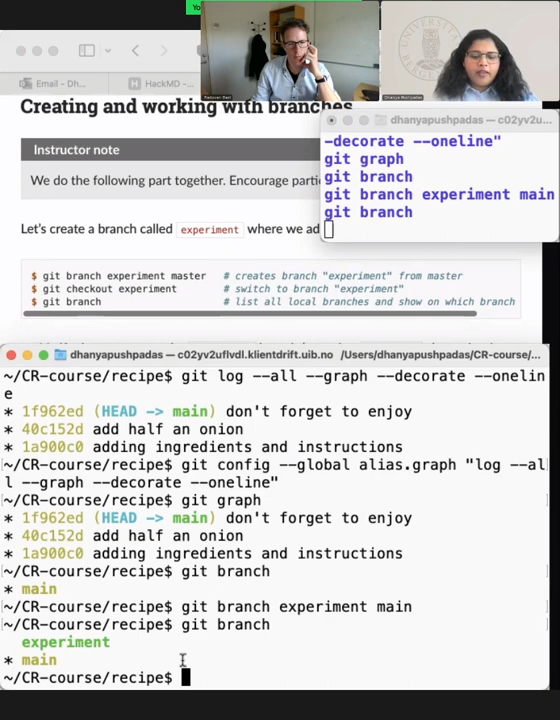 Yo
Email – Dh...
HackMD –...
Radovan Bast
Dhanya Pushpadas
Creating and working with branches
Instructor note
We do the following part together. Encourage parti
Let's create a branch called experiment where we ad
$ git branch experiment master # creates branch "experiment" from master
$ git checkout experiment # switch to branch "experiment"
$ git branch # list all local branches and show on which branch
dhanyapushpadas — c02yv2u...
-decorate --oneline"
git graph
git branch
git branch experiment main
git branch
dhanyapushpadas — c02yv2uflvdl.klientdrift.uib.no /Users/dhanyapushpadas/CR-course/...
~/CR-course/recipe$ git log --all --graph --decorate --onelin
e
* 1f962ed (HEAD -> main) don't forget to enjoy
* 40c152d add half an onion
* 1a900c0 adding ingredients and instructions
~/CR-course/recipe$ git config --global alias.graph "log --al
l --graph --decorate --oneline"
~/CR-course/recipe$ git graph
* 1f962ed (HEAD -> main) don't forget to enjoy
* 40c152d add half an onion
* 1a900c0 adding ingredients and instructions
~/CR-course/recipe$ git branch
* main
~/CR-course/recipe$ git branch experiment main
~/CR-course/recipe$ git branch
experiment
* main
~/CR-course/recipe$